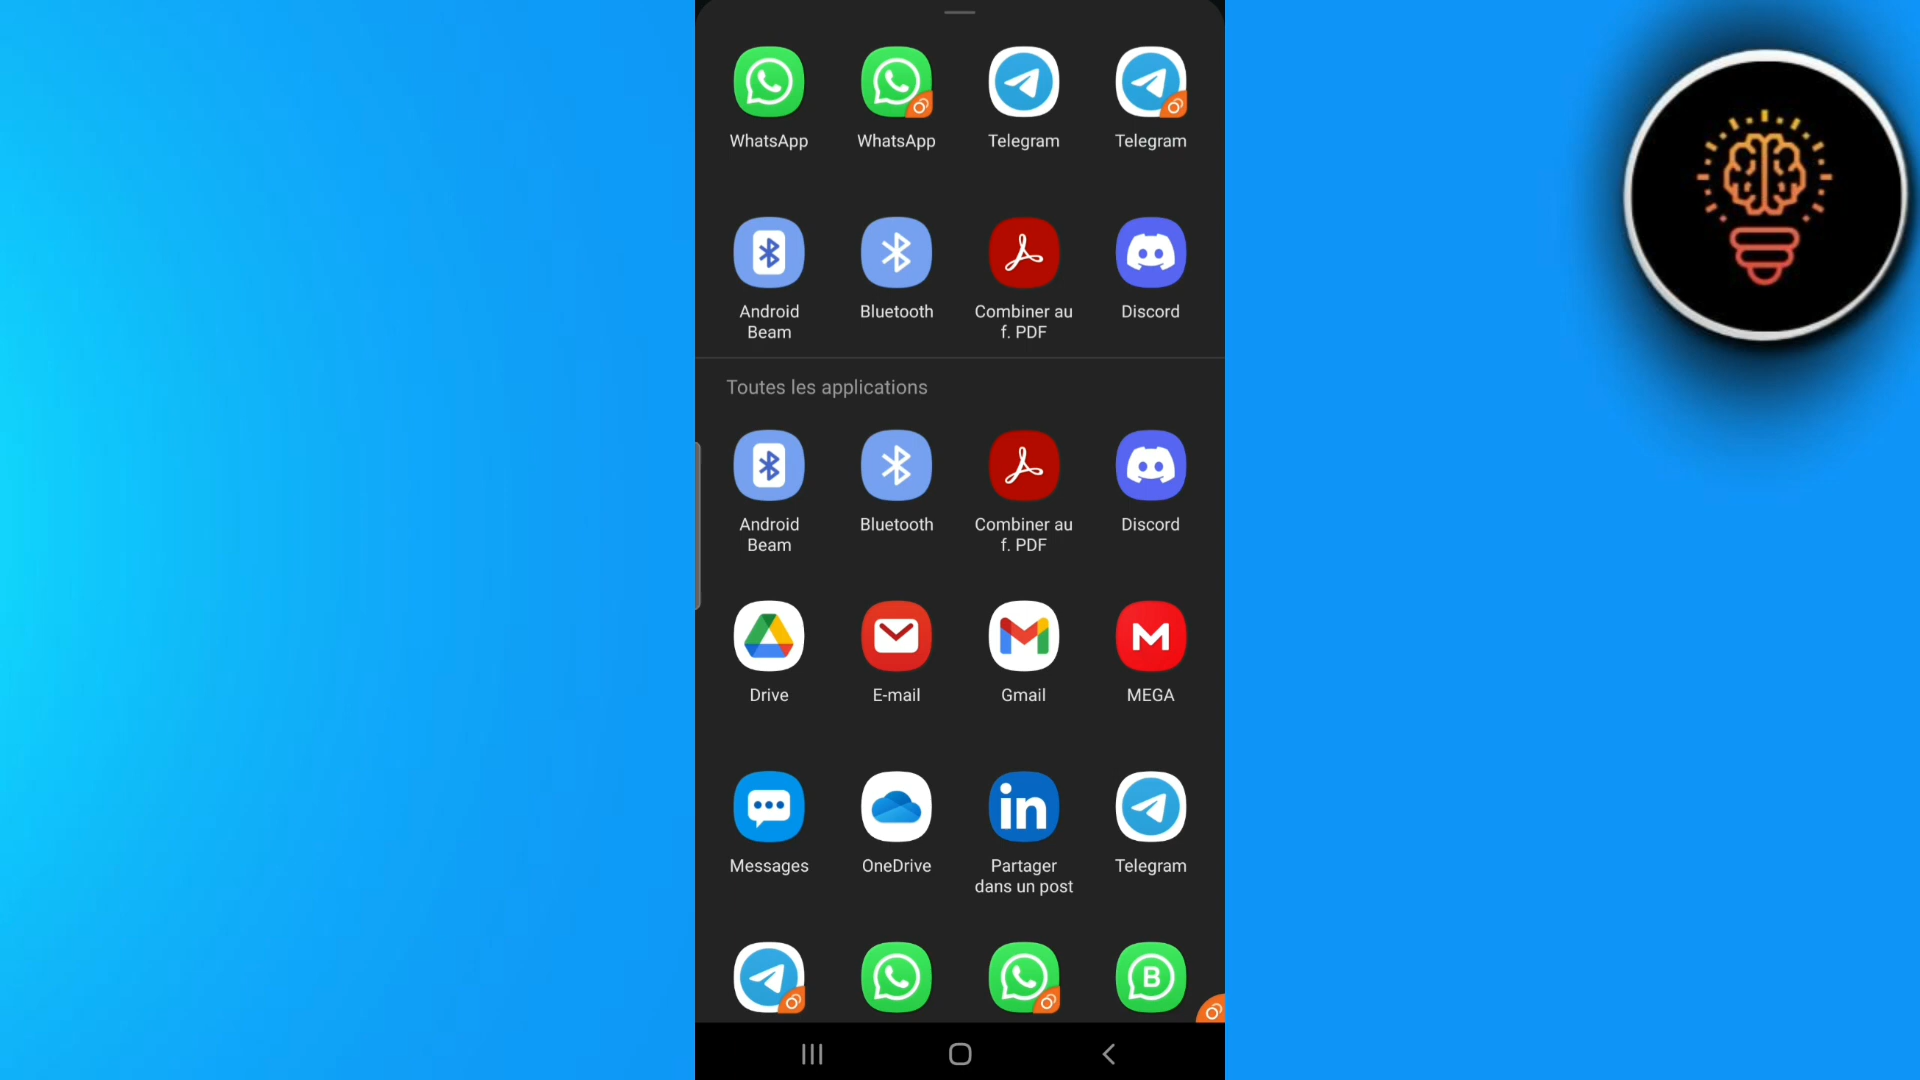 WhatsApp WhatsApp Telegram Telegram
Android Beam
Bluetooth
Combiner au f. PDF
Discord
Toutes les applications
Android Beam
Bluetooth
Combiner au f. PDF
Discord
Drive E-mail Gmail MEGA
Messages
OneDrive
in
Partager dans un post
Telegram
B